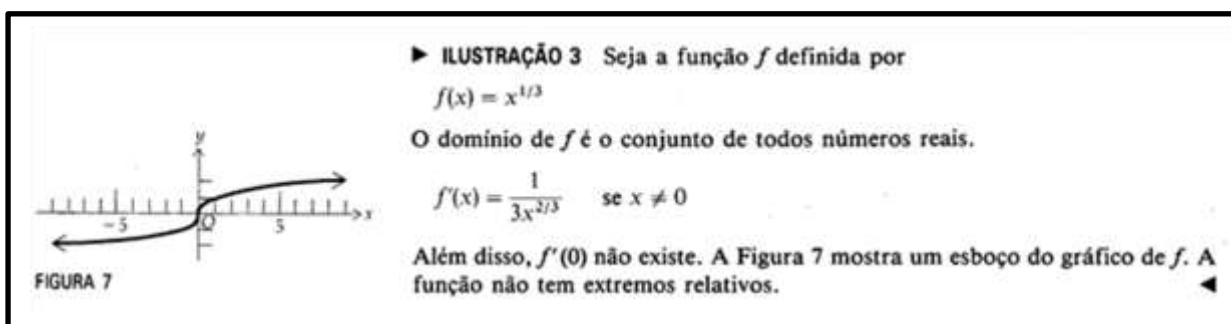 ▶ ILUSTRAÇÃO 3 Seja a função f definida por
f(x) = x^{1/3}
O domínio de f é o conjunto de todos números reais.
f'(x) = \frac{1}{3x^{2/3}} se x ≠ 0
Além disso, f'(0) não existe. A Figura 7 mostra um esboço do gráfico de f. A
função não tem extremos relativos. ◀
y
-5 O 5 x
FIGURA 7